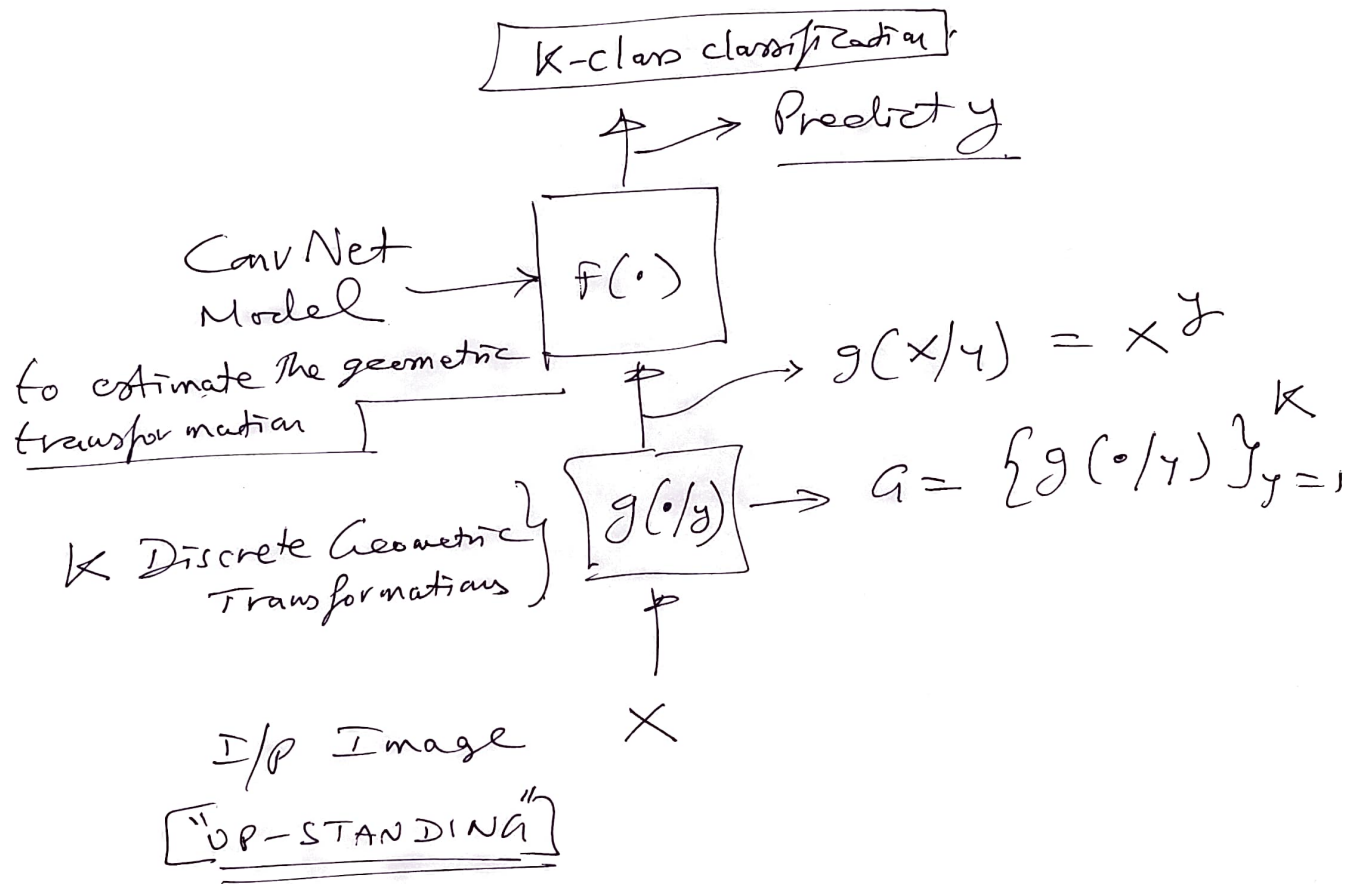 K-class classification
Predict y
ConvNet
Model
F(·)
to estimate the geometric
transformation
g(x/y) = x^y
K Discrete Geometric
Transformations
g(·/y)
G = {g(·/y)}^K_{y=1}
X
I/P Image
"UP-STANDING"